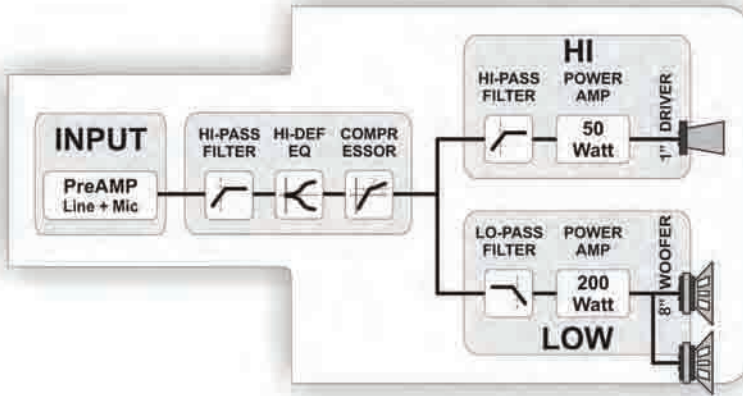 INPUT
PreAMP
Line + Mic
HI-PASS
FILTER
HI-DEF
EQ
COMPR
ESSOR
HI
HI-PASS
FILTER
POWER
AMP
50
Watt
1" DRIVER
LO-PASS
FILTER
POWER
AMP
200
Watt
8" WOOFER
LOW